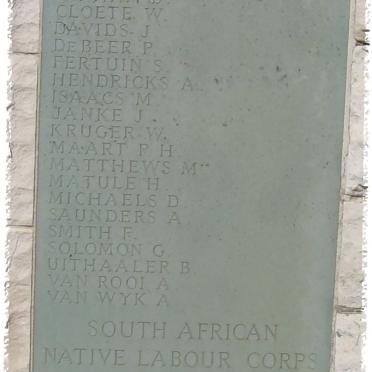 CLOETE W.
DAVIDS J.
DEBEER P.
FERTUIN S.
HENDRICKS A.
ISAACS M.
JANKE J.
KRUGER W.
MAART P. H.
MATTHEWS M.
MATULE H.
MICHAELS D.
SAUNDERS A.
SMITH F.
SOLOMON G.
UITHAALER B.
VAN ROOI A.
VAN WYK A.
SOUTH AFRICAN
NATIVE LABOUR CORPS